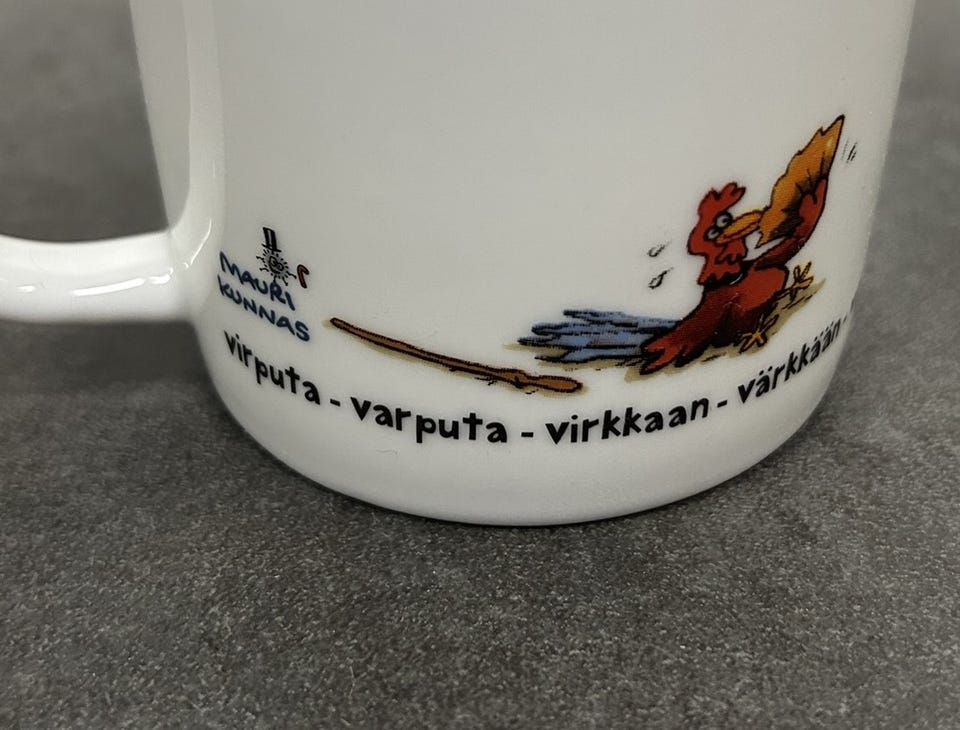 MAURI
KUNNAS
virputa - varputa - virkkaan - värkkään -